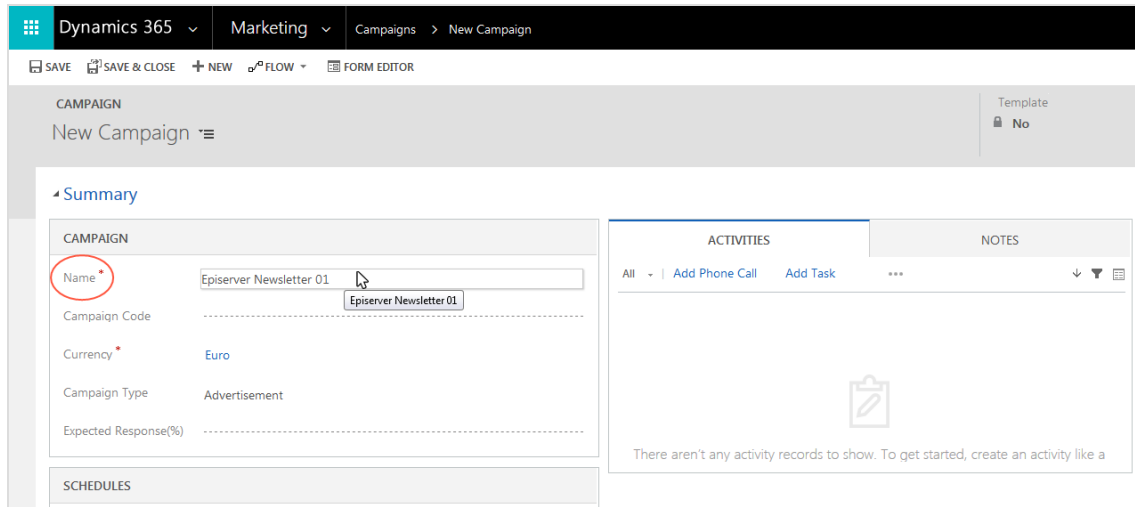 Dynamics 365 Marketing Campaigns > New Campaign
SAVE SAVE & CLOSE NEW FLOW FORM EDITOR
CAMPAIGN
New Campaign
Template
No
Summary
CAMPAIGN
Name *
Episerver Newsletter 01
Episerver Newsletter 01
Campaign Code
Currency *
Euro
Campaign Type
Advertisement
Expected Response(%)
SCHEDULES
ACTIVITIES NOTES
All | Add Phone Call Add Task ...
There aren't any activity records to show. To get started, create an activity like a